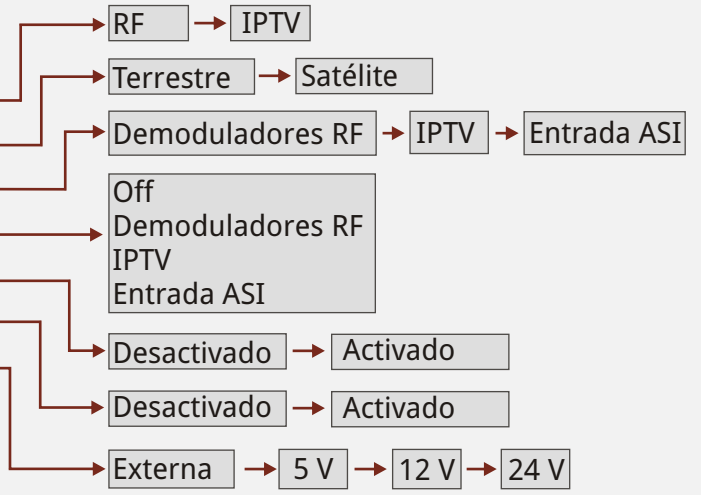 RF IPTV
Terrestre Satélite
Demoduladores RF IPTV Entrada ASI
Off
Demoduladores RF
IPTV
Entrada ASI
Desactivado Activado
Desactivado Activado
Externa 5 V 12 V 24 V